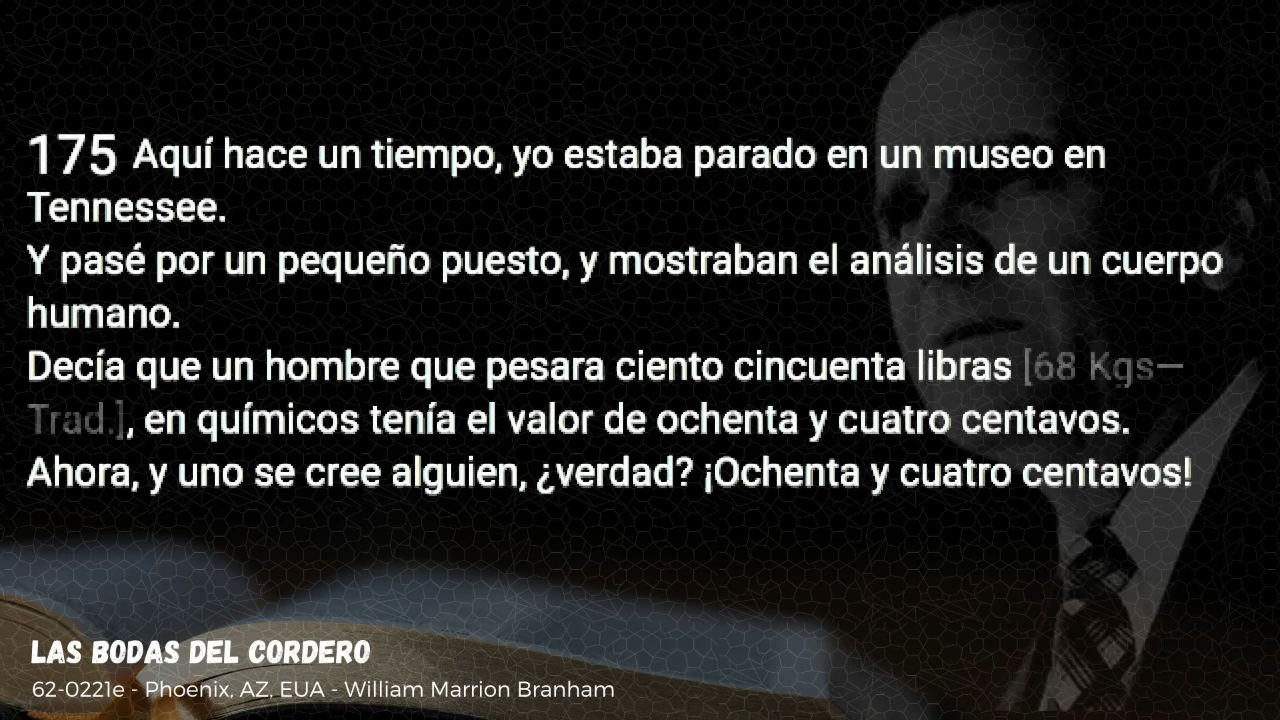 175 Aquí hace un tiempo, yo estaba parado en un museo en
Tennessee.
Y pasé por un pequeño puesto, y mostraban el análisis de un cuerpo
humano.
Decía que un hombre que pesara ciento cincuenta libras [68 Kgs—
Trad.], en químicos tenía el valor de ochenta y cuatro centavos.
Ahora, y uno se cree alguien, ¿verdad? ¡Ochenta y cuatro centavos!
LAS BODAS DEL CORDERO
62-0221e - Phoenix, AZ, EUA - William Marrion Branham